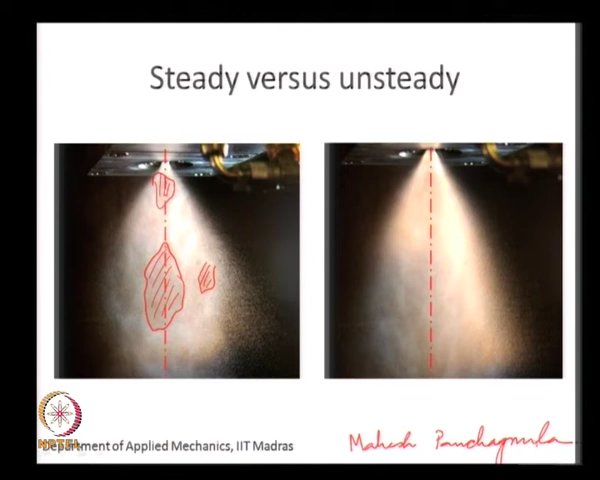 Steady versus unsteady
NPTEL
Department of Applied Mechanics, IIT Madras
Mahesh Panchagnula